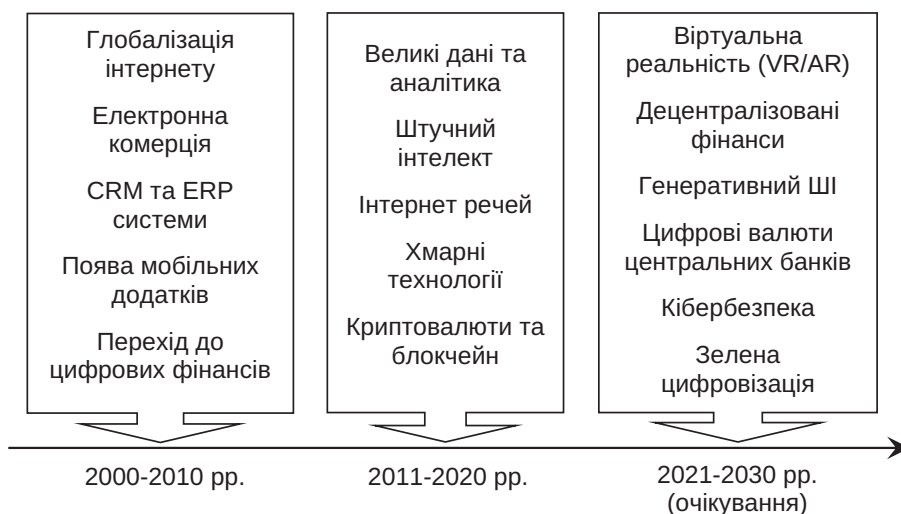 Глобалізація
інтернету
Електронна
комерція
CRM та ERP
системи
Поява мобільних
додатків
Перехід до
цифрових фінансів
Великі дані та
аналітика
Штучний
інтелект
Інтернет речей
Хмарні
технології
Криптовалюти та
блокчейн
Віртуальна
реальність (VR/AR)
Децентралізовані
фінанси
Генеративний ШІ
Цифрові валюти
центральних банків
Кібербезпека
Зелена
цифровізація
2000-2010 рр.
2011-2020 рр.
2021-2030 рр.
(очікування)